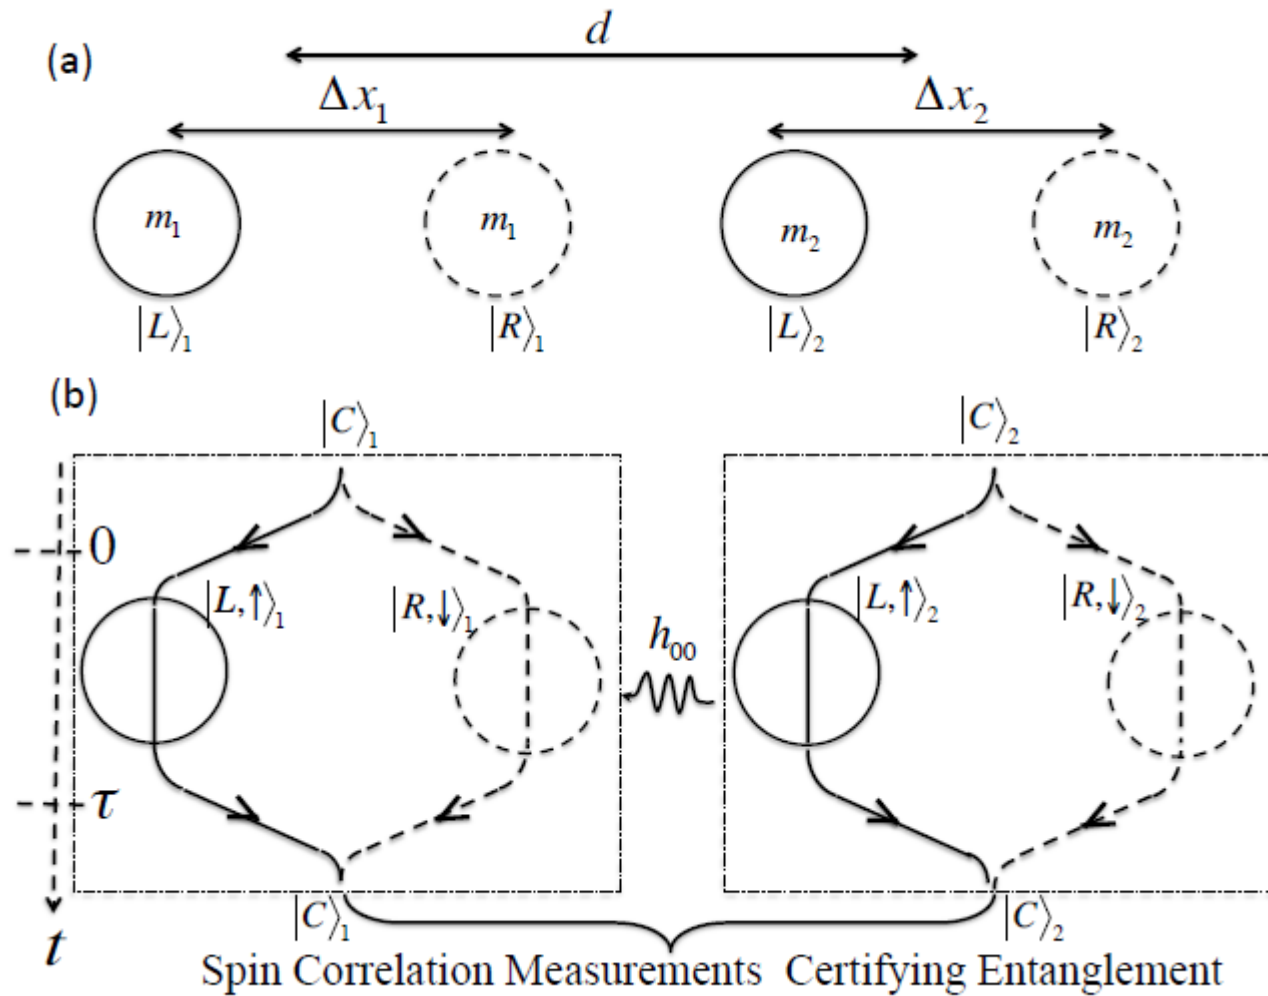 (a)
d
Δx₁ Δx₂
m₁ m₁ m₂ m₂
|L⟩₁ |R⟩₁ |L⟩₂ |R⟩₂
(b)
|C⟩₁ |C⟩₂
0
|L,↑⟩₁ |R,↓⟩₁ |L,↑⟩₂ |R,↓⟩₂
h₀₀
τ
|C⟩₁ |C⟩₂
t
Spin Correlation Measurements Certifying Entanglement